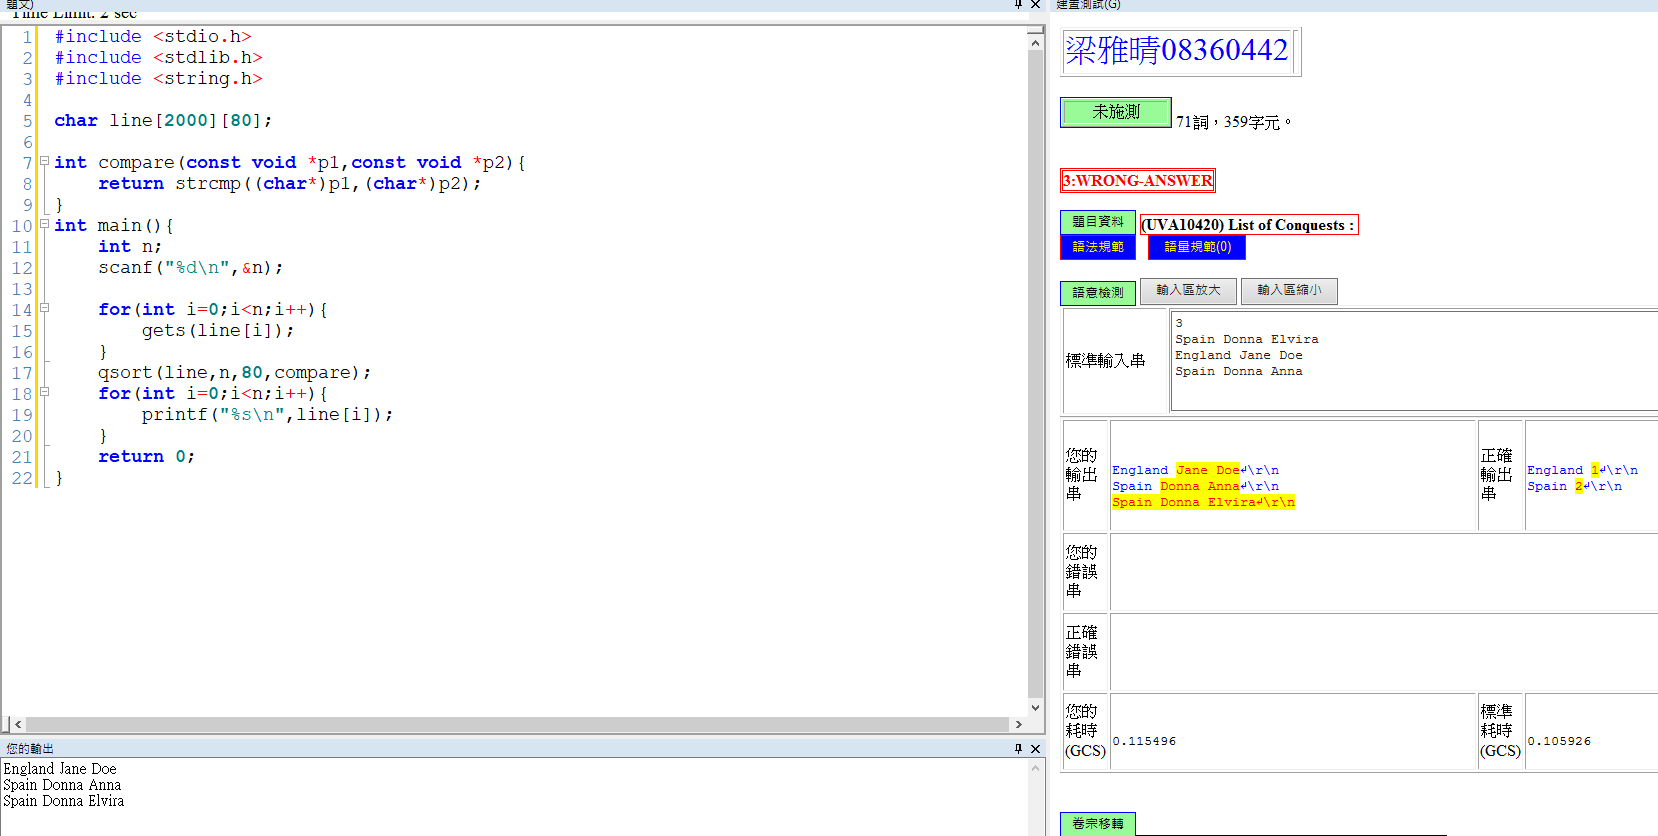 題文)
Time Limit: 2 sec
1 #include <stdio.h>
2 #include <stdlib.h>
3 #include <string.h>
4
5 char line[2000][80];
6
7 int compare(const void *p1,const void *p2){
8     return strcmp((char*)p1,(char*)p2);
9 }
10 int main(){
11     int n;
12     scanf("%d\n",&n);
13
14     for(int i=0;i<n;i++){
15         gets(line[i]);
16     }
17     qsort(line,n,80,compare);
18     for(int i=0;i<n;i++){
19         printf("%s\n",line[i]);
20     }
21     return 0;
22 }
您的輸出
England Jane Doe
Spain Donna Anna
Spain Donna Elvira
建置測試(G)
梁雅晴08360442
未施測 71詞，359字元。
3:WRONG-ANSWER
題目資料 (UVA10420) List of Conquests :
語法規範 語量規範(0)
語意檢測 輸入區放大 輸入區縮小
標準輸入串
3
Spain Donna Elvira
England Jane Doe
Spain Donna Anna
您的輸出串
England Jane Doe↲\r\n
Spain Donna Anna↲\r\n
Spain Donna Elvira↲\r\n
正確輸出串
England 1↲\r\n
Spain 2↲\r\n
您的錯誤串
正確錯誤串
您的耗時(GCS) 0.115496
標準耗時(GCS) 0.105926
卷宗移轉